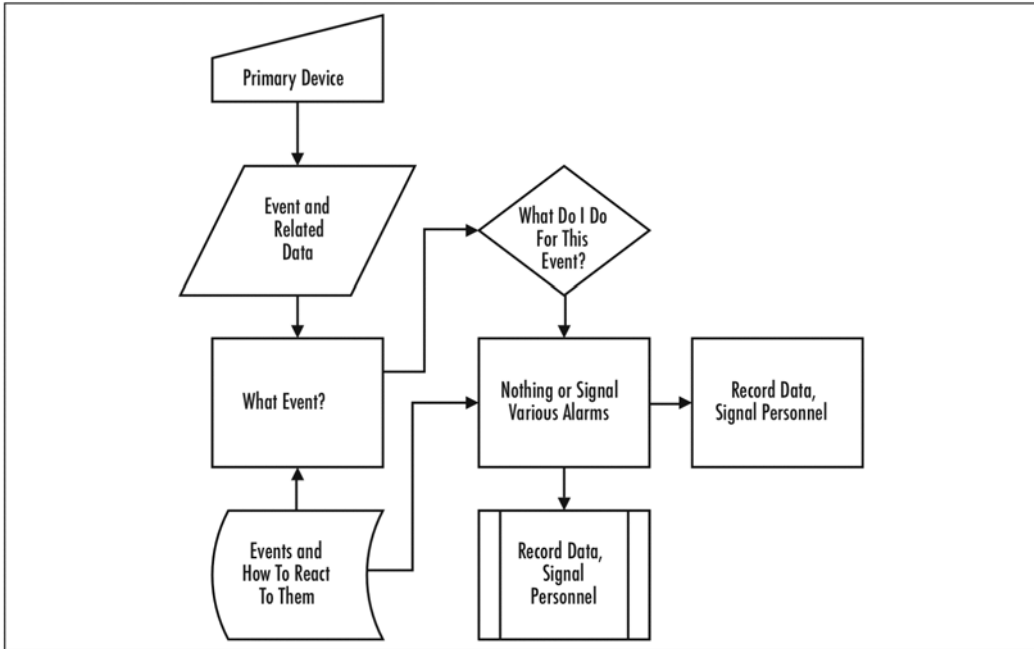 Primary Device
Event and
Related
Data
What Do I Do
For This
Event?
What Event?
Nothing or Signal
Various Alarms
Record Data,
Signal Personnel
Events and
How To React
To Them
Record Data,
Signal
Personnel